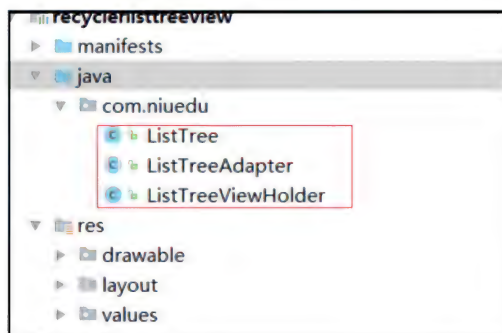 recyclerlisttreeview
manifests
java
com.niuedu
ListTree
ListTreeAdapter
ListTreeViewHolder
res
drawable
layout
values